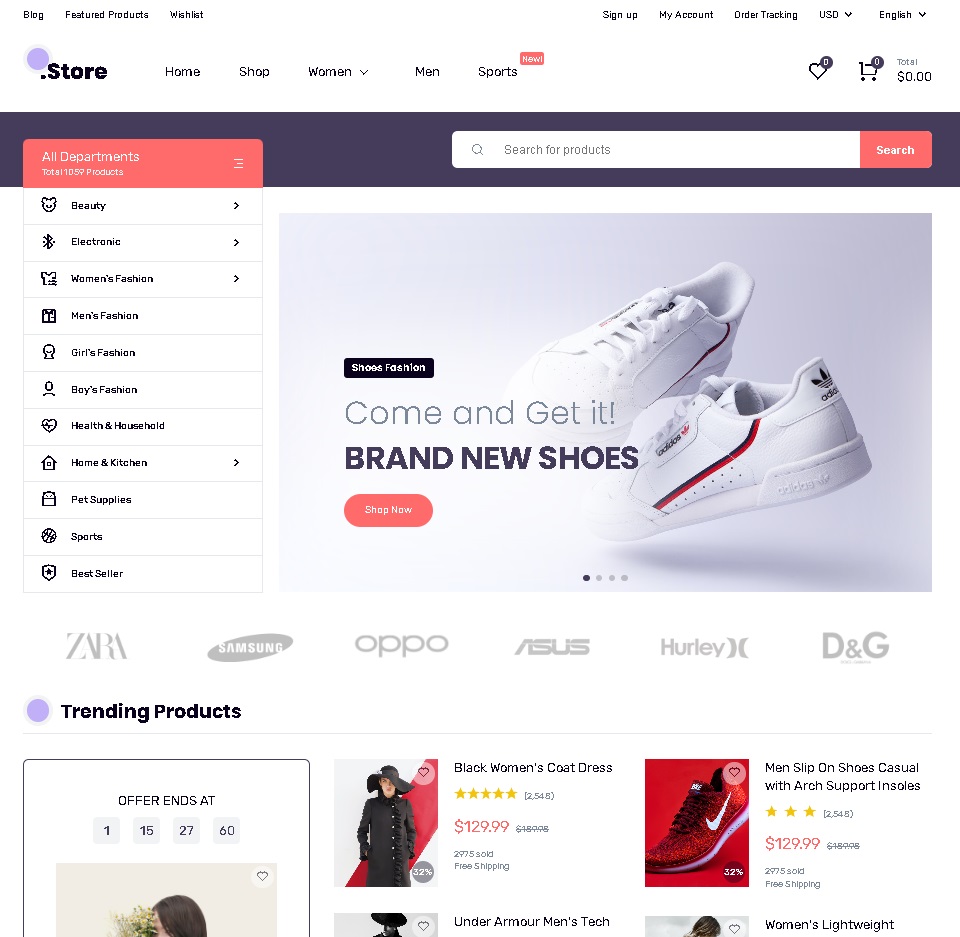 Blog Featured Products Wishlist
Sign up My Account Order Tracking USD English
.Store
Home Shop Women Men Sports New!
0 0 Total
$0.00
All Departments
Total 1059 Products
Search for products Search
Beauty
Electronic
Women's Fashion
Men's Fashion
Girl's Fashion
Boy's Fashion
Health & Household
Home & Kitchen
Pet Supplies
Sports
Best Seller
Shoes Fashion
Come and Get it!
BRAND NEW SHOES
Shop Now
adidas
adidas
adidas
ZARA SAMSUNG oppo ASUS Hurley D&G
Trending Products
OFFER ENDS AT
1 15 27 60
Black Women's Coat Dress
(2,548)
$129.99 $189.98
2975 sold
Free Shipping
32%
Men Slip On Shoes Casual
with Arch Support Insoles
(2,548)
$129.99 $189.98
2975 sold
Free Shipping
32%
Under Armour Men's Tech
Women's Lightweight